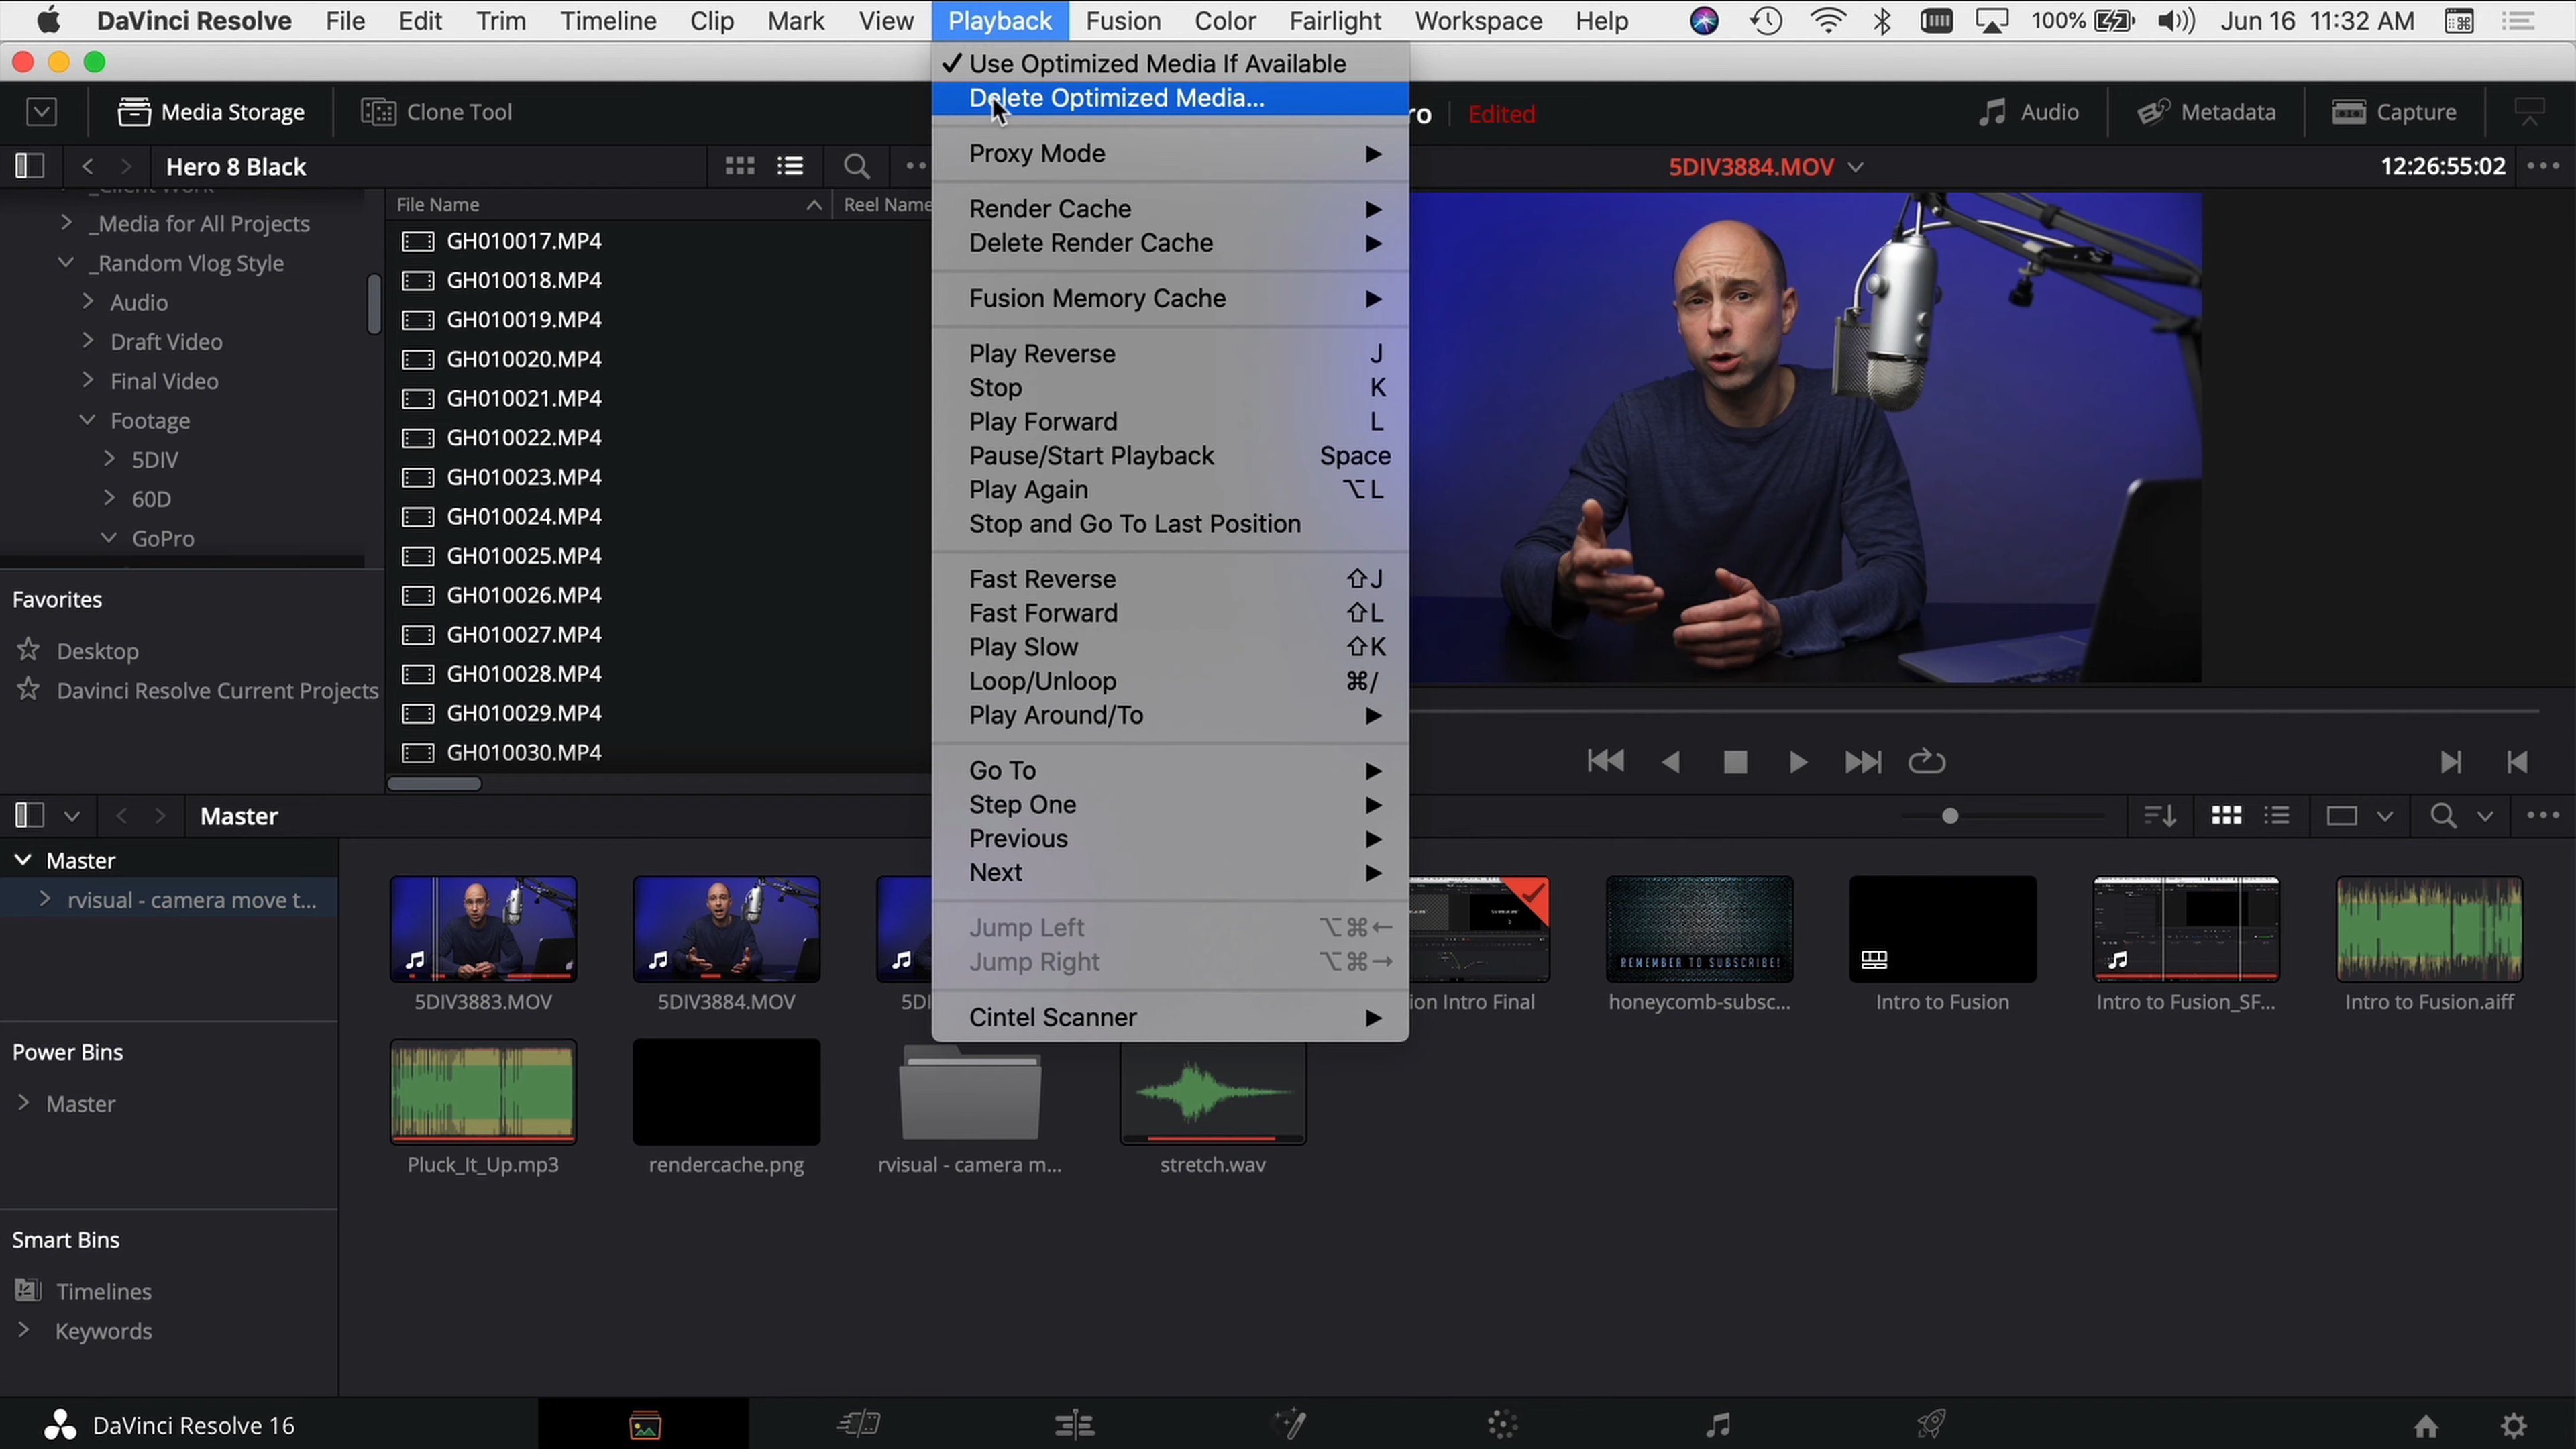 DaVinci Resolve File Edit Trim Timeline Clip Mark View Playback Fusion Color Fairlight Workspace Help 100% Jun 16 11:32 AM
✓ Use Optimized Media If Available
Delete Optimized Media...
Proxy Mode
Render Cache
Delete Render Cache
Fusion Memory Cache
Play Reverse J
Stop K
Play Forward L
Pause/Start Playback Space
Play Again ⌥L
Stop and Go To Last Position
Fast Reverse ⇧J
Fast Forward ⇧L
Play Slow ⇧K
Loop/Unloop ⌘/
Play Around/To
Go To
Step One
Previous
Next
Jump Left ⌥⌘←
Jump Right ⌥⌘→
Cintel Scanner
Media Storage Clone Tool ro Edited Audio Metadata Capture
Hero 8 Black 5DIV3884.MOV 12:26:55:02
_Client Work
_Media for All Projects
_Random Vlog Style
Audio
Draft Video
Final Video
Footage
5DIV
60D
GoPro
File Name Reel Name
GH010017.MP4
GH010018.MP4
GH010019.MP4
GH010020.MP4
GH010021.MP4
GH010022.MP4
GH010023.MP4
GH010024.MP4
GH010025.MP4
GH010026.MP4
GH010027.MP4
GH010028.MP4
GH010029.MP4
GH010030.MP4
Favorites
Desktop
Davinci Resolve Current Projects
Master
Master
rvisual - camera move t...
Power Bins
Master
Smart Bins
Timelines
Keywords
REMEMBER TO SUBSCRIBE!
5DIV3883.MOV 5DIV3884.MOV 5DI ion Intro Final honeycomb-subsc... Intro to Fusion Intro to Fusion_SF... Intro to Fusion.aiff
Pluck_It_Up.mp3 rendercache.png rvisual - camera m... stretch.wav
DaVinci Resolve 16